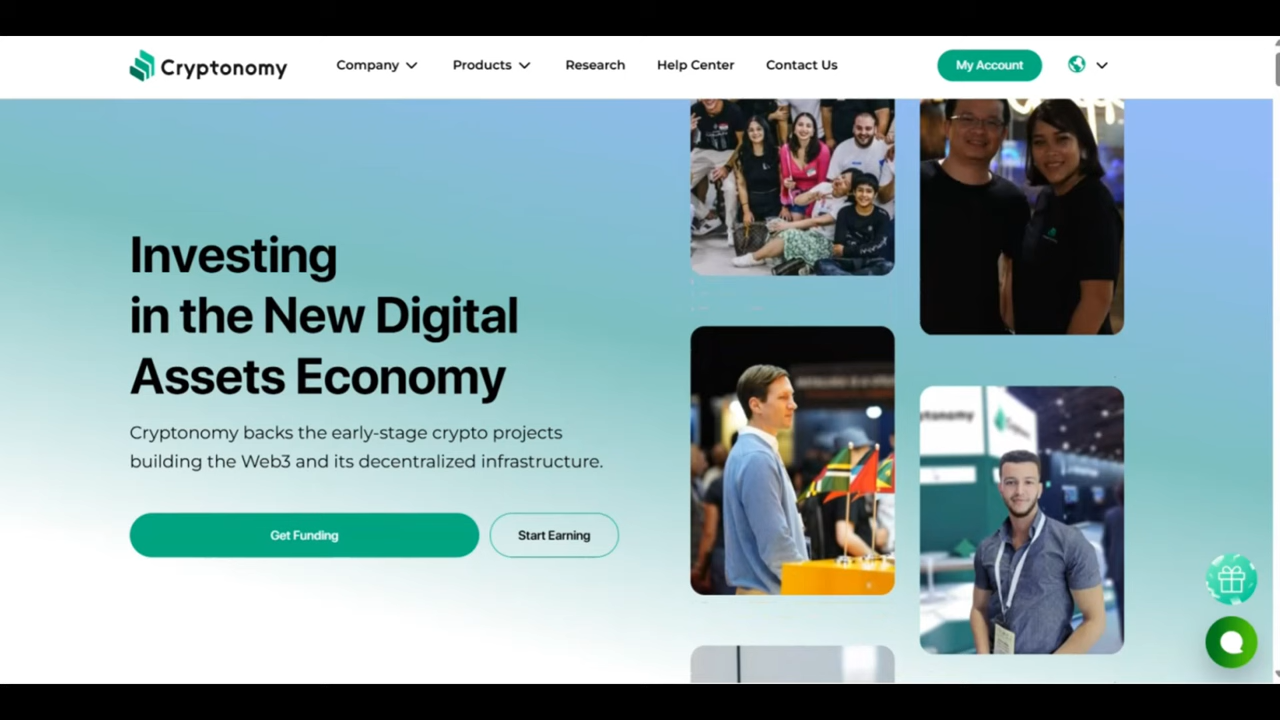 Cryptonomy
Company
Products
Research
Help Center
Contact Us
My Account
Investing
in the New Digital
Assets Economy
Cryptonomy backs the early-stage crypto projects
building the Web3 and its decentralized infrastructure.
Get Funding
Start Earning